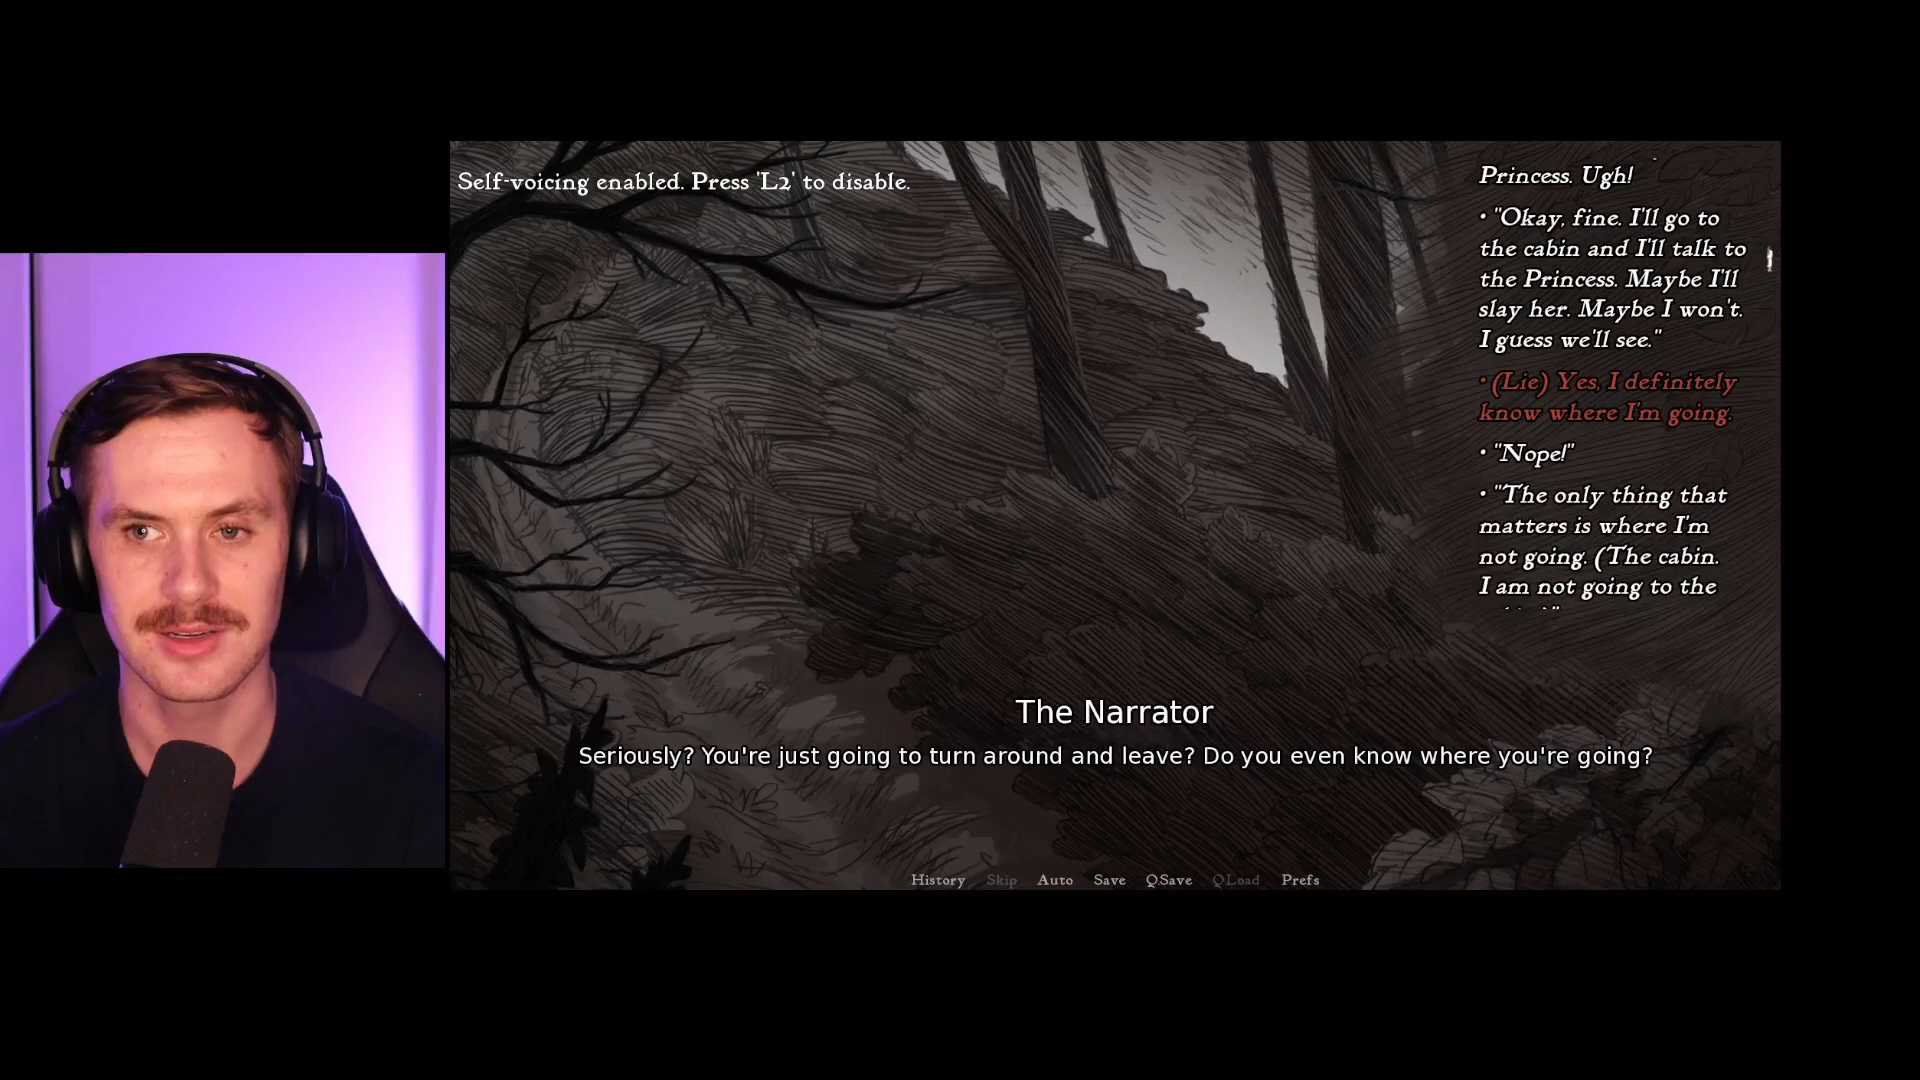 Self-voicing enabled. Press 'L2' to disable.
Princess. Ugh!
• "Okay, fine. I'll go to
the cabin and I'll talk to
the Princess. Maybe I'll
slay her. Maybe I won't.
I guess we'll see."
• (Lie) Yes, I definitely
know where I'm going.
• "Nope!"
• "The only thing that
matters is where I'm
not going. (The cabin.
I am not going to the
The Narrator
Seriously? You're just going to turn around and leave? Do you even know where you're going?
History Skip Auto Save Q.Save Q.Load Prefs